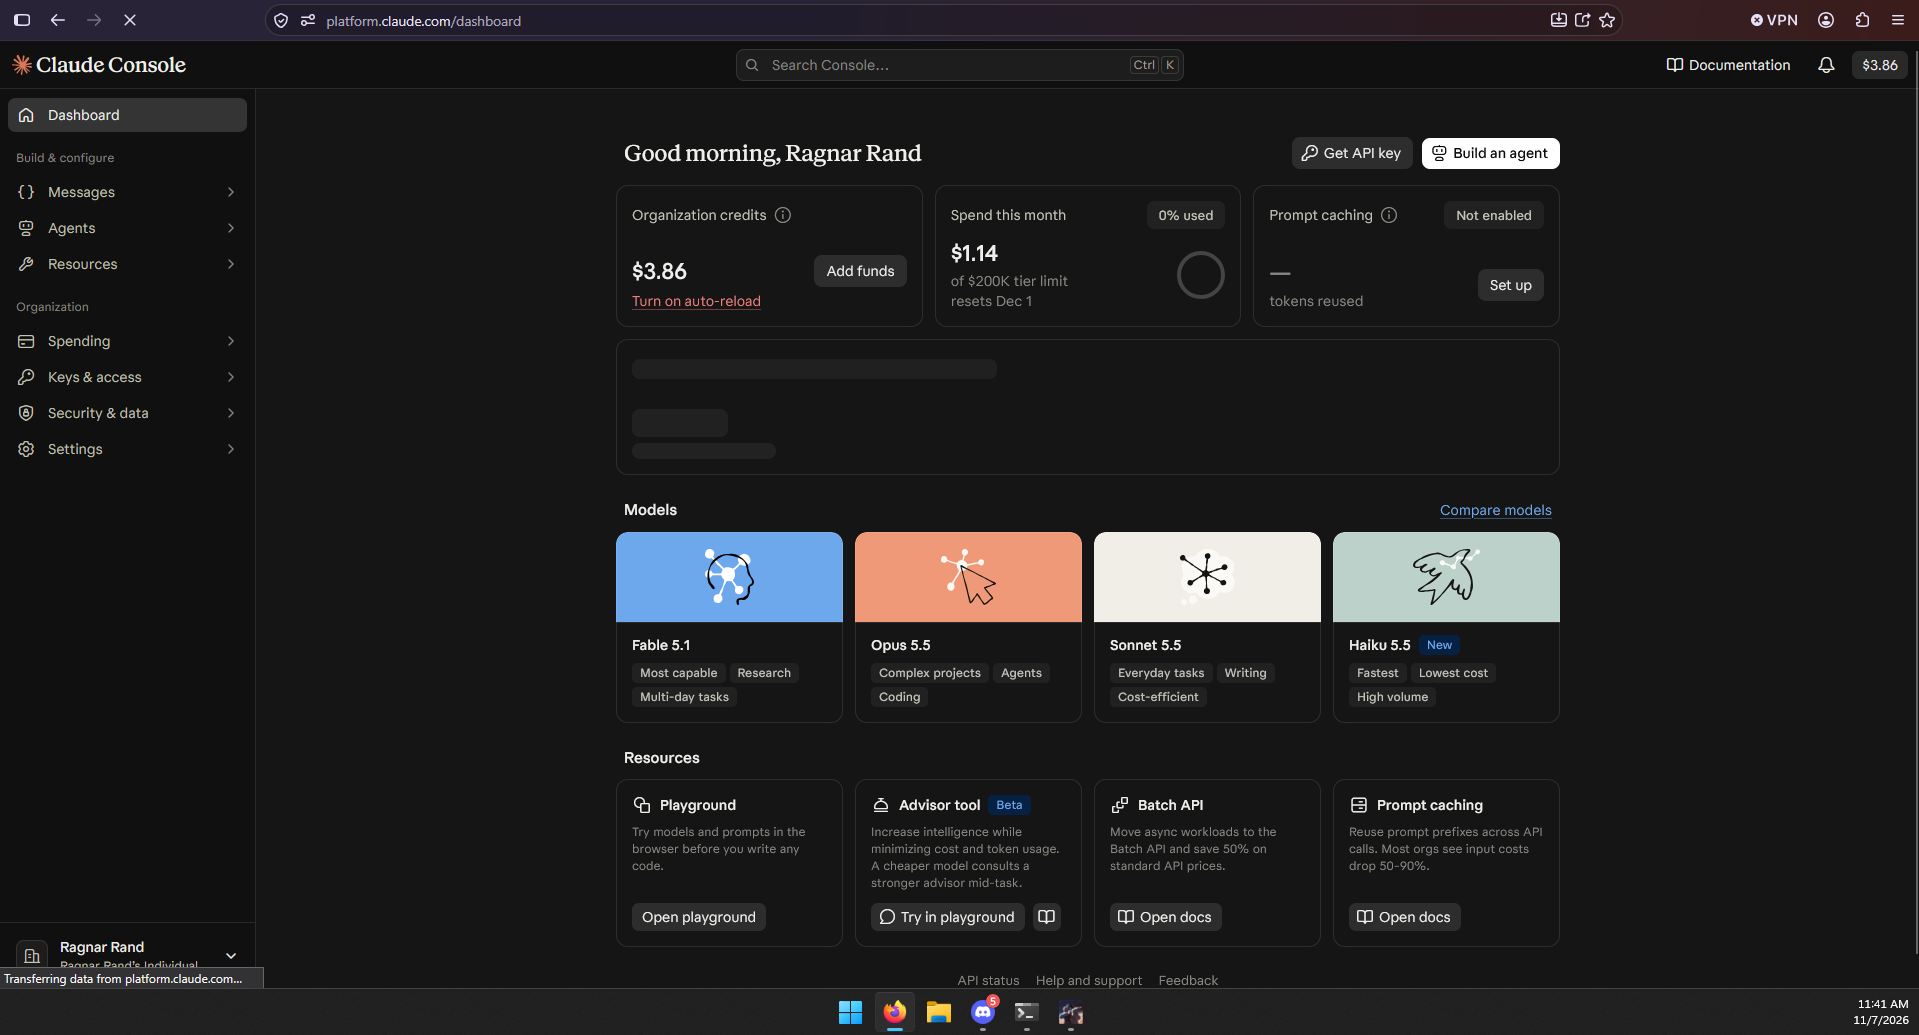 platform.claude.com/dashboard
VPN
Claude Console
Search Console...
Ctrl K
Documentation
$3.86
Dashboard
Build & configure
Messages
Agents
Resources
Organization
Spending
Keys & access
Security & data
Settings
Good morning, Ragnar Rand
Get API key
Build an agent
Organization credits
$3.86
Add funds
Turn on auto-reload
Spend this month
0% used
$1.14
of $200K tier limit
resets Dec 1
Prompt caching
Not enabled
—
tokens reused
Set up
Models
Compare models
Fable 5.1
Most capable
Research
Multi-day tasks
Opus 5.5
Complex projects
Agents
Coding
Sonnet 5.5
Everyday tasks
Writing
Cost-efficient
Haiku 5.5
New
Fastest
Lowest cost
High volume
Resources
Playground
Try models and prompts in the
browser before you write any
code.
Open playground
Advisor tool
Beta
Increase intelligence while
minimizing cost and token usage.
A cheaper model consults a
stronger advisor mid-task.
Try in playground
Batch API
Move async workloads to the
Batch API and save 50% on
standard API prices.
Open docs
Prompt caching
Reuse prompt prefixes across API
calls. Most orgs see input costs
drop 50-90%.
Open docs
Ragnar Rand
Ragnar Rand's Individual
Transferring data from platform.claude.com...
API status
Help and support
Feedback
5
11:41 AM
11/7/2026